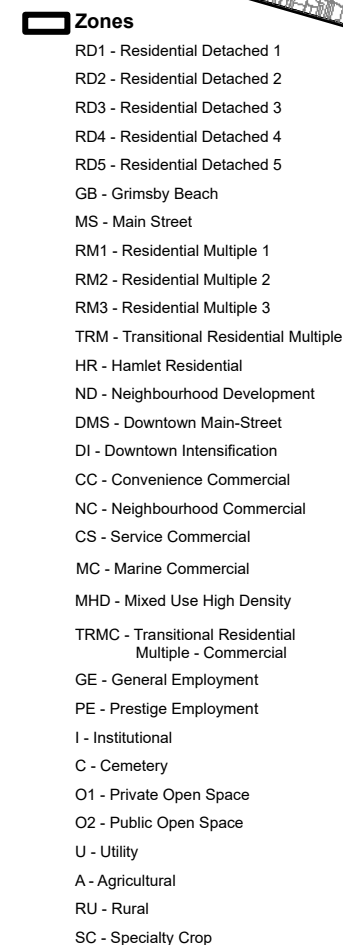 Zones
RD1 - Residential Detached 1
RD2 - Residential Detached 2
RD3 - Residential Detached 3
RD4 - Residential Detached 4
RD5 - Residential Detached 5
GB - Grimsby Beach
MS - Main Street
RM1 - Residential Multiple 1
RM2 - Residential Multiple 2
RM3 - Residential Multiple 3
TRM - Transitional Residential Multiple
HR - Hamlet Residential
ND - Neighbourhood Development
DMS - Downtown Main-Street
DI - Downtown Intensification
CC - Convenience Commercial
NC - Neighbourhood Commercial
CS - Service Commercial
MC - Marine Commercial
MHD - Mixed Use High Density
TRMC - Transitional Residential
Multiple - Commercial
GE - General Employment
PE - Prestige Employment
I - Institutional
C - Cemetery
O1 - Private Open Space
O2 - Public Open Space
U - Utility
A - Agricultural
RU - Rural
SC - Specialty Crop